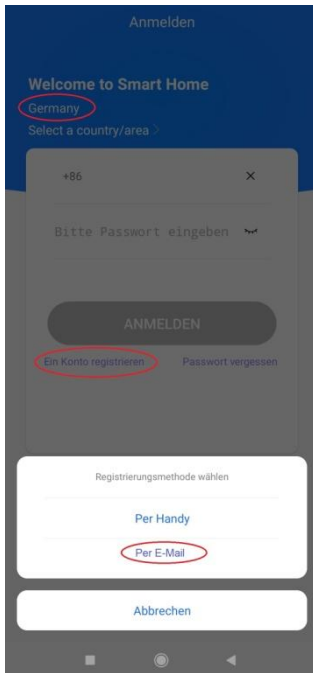 Anmelden
Welcome to Smart Home
Germany
Select a country/area >
+86
Bitte Passwort eingeben
ANMELDEN
Ein Konto registrieren Passwort vergessen
Registrierungsmethode wählen
Per Handy
Per E-Mail
Abbrechen